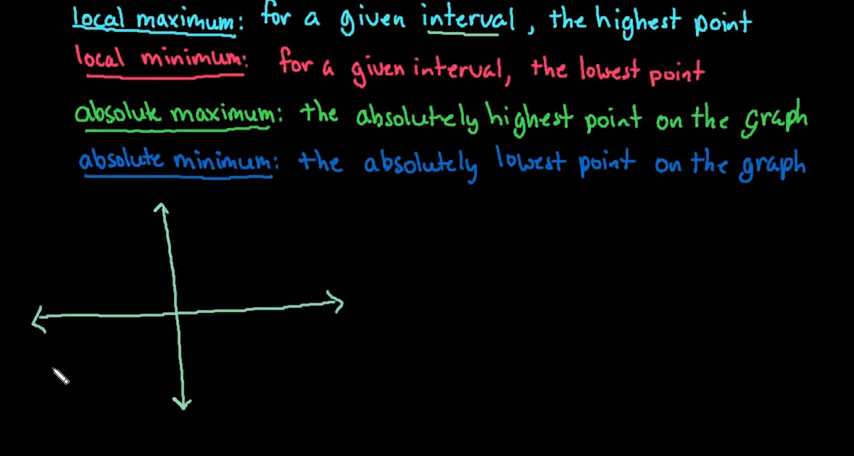 local maximum: for a given interval, the highest point
local minimum: for a given interval, the lowest point
absolute maximum: the absolutely highest point on the graph
absolute minimum: the absolutely lowest point on the graph